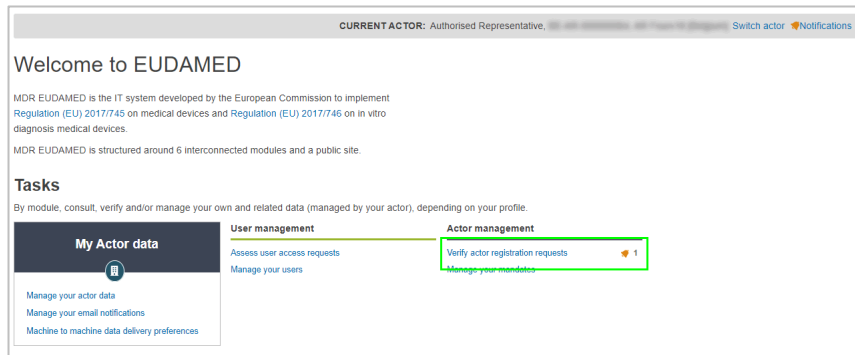 CURRENT ACTOR: Authorised Representative, Switch actor Notifications
Welcome to EUDAMED
MDR EUDAMED is the IT system developed by the European Commission to implement
Regulation (EU) 2017/745 on medical devices and Regulation (EU) 2017/746 on in vitro
diagnosis medical devices.
MDR EUDAMED is structured around 6 interconnected modules and a public site.
Tasks
By module, consult, verify and/or manage your own and related data (managed by your actor), depending on your profile.
My Actor data
Manage your actor data
Manage your email notifications
Machine to machine data delivery preferences
User management
Assess user access requests
Manage your users
Actor management
Verify actor registration requests 1
Manage your mandates